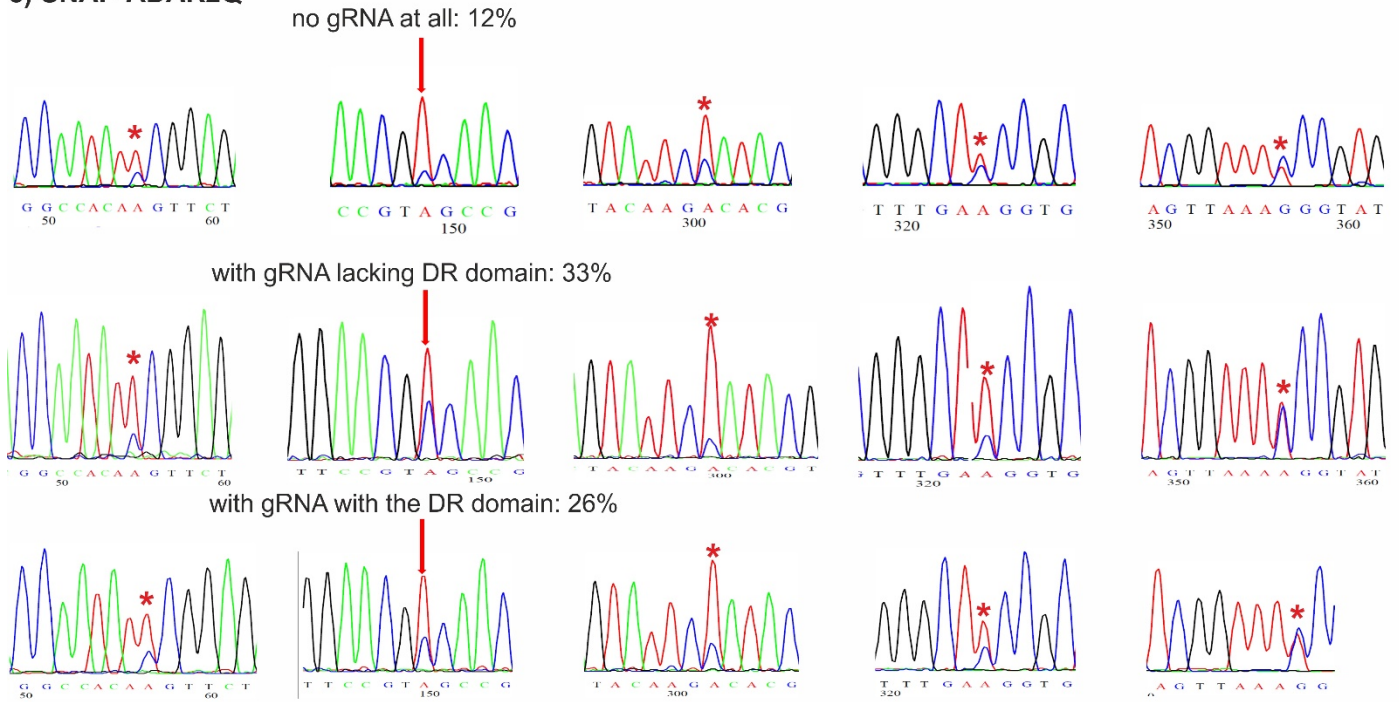 no gRNA at all: 12%
* * * *
G G C C A C A A G T T C T
50 60
C C G T A G C C G
150
T A C A A G A C A C G
300
T T T G A A G G T G
320
A G T T A A A G G G T A T
350 360
with gRNA lacking DR domain: 33%
* * * *
G G C C A C A A G T T C T
50 60
T T C C G T A G C C G
150
T A C A A G A C A C G T
300
G T T T G A A G G T G
320
A G T T A A A A G G T A T
350 360
with gRNA with the DR domain: 26%
* * * *
G G C C A C A A G T T C T
50 60
T T C C G T A G C C G
150
T A C A A G A C A C G
300
T T T G A A G G T G
320
A G T T A A A G G